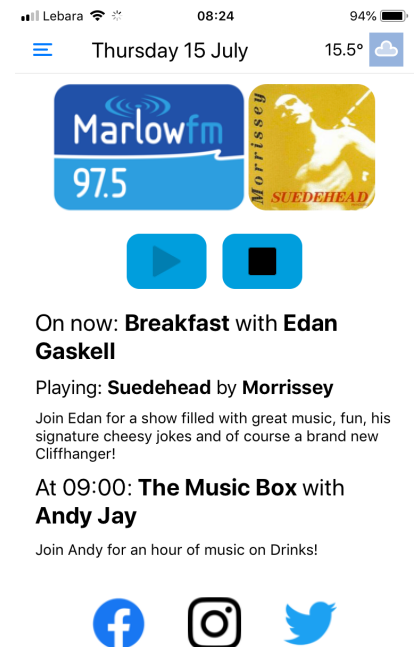 Lebara 08:24 94%
Thursday 15 July 15.5°
Marlowfm
97.5
Morrissey
SUEDEHEAD
On now: Breakfast with Edan
Gaskell
Playing: Suedehead by Morrissey
Join Edan for a show filled with great music, fun, his
signature cheesy jokes and of course a brand new
Cliffhanger!
At 09:00: The Music Box with
Andy Jay
Join Andy for an hour of music on Drinks!